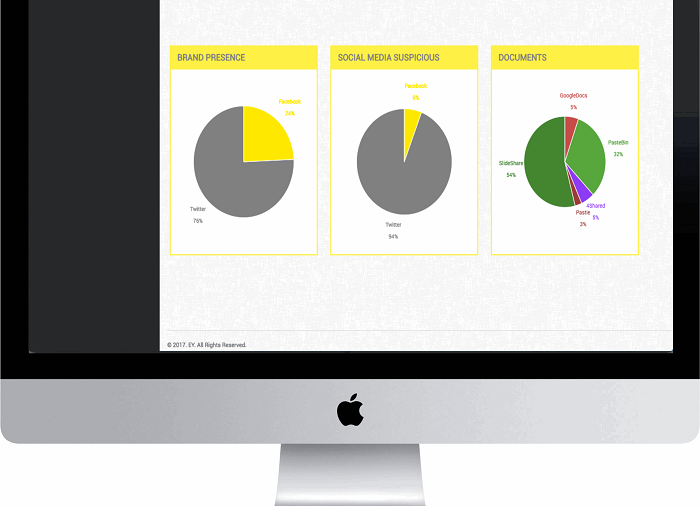 BRAND PRESENCE
Facebook
24%
Twitter
76%
SOCIAL MEDIA SUSPICIOUS
Facebook
6%
Twitter
94%
DOCUMENTS
GoogleDocs
5%
PasteBin
32%
SlideShare
54%
4Shared
5%
Pastie
3%
© 2017. EY. All Rights Reserved.